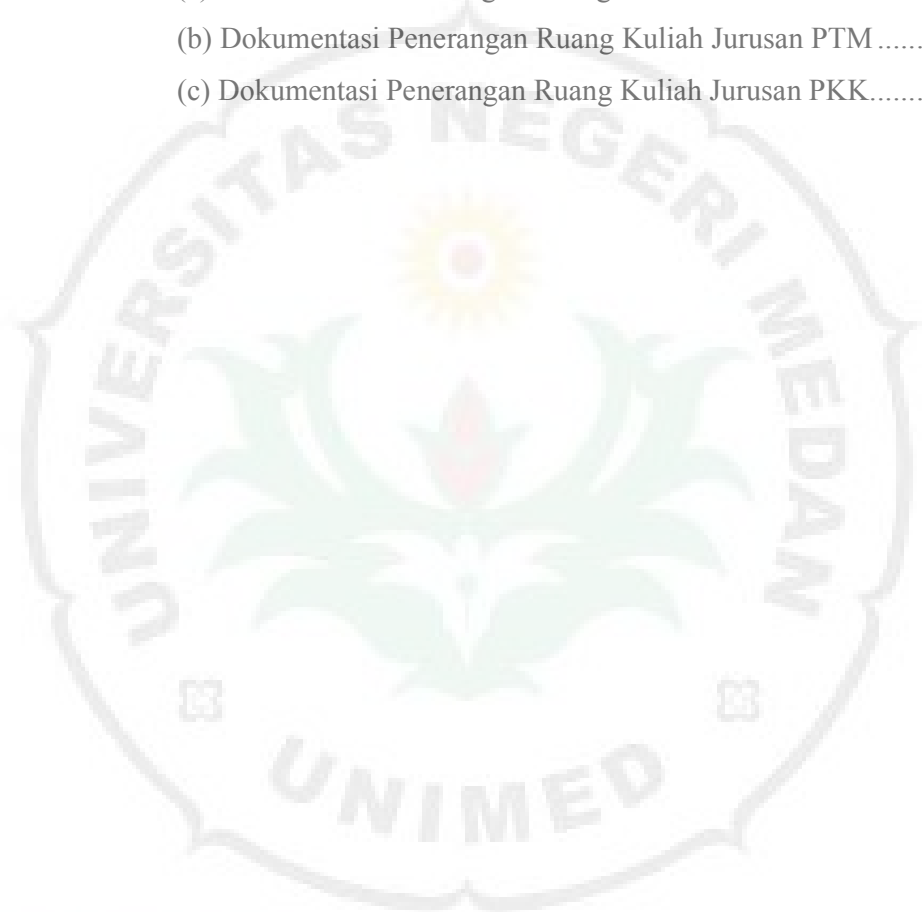 (b) Dokumentasi Penerangan Ruang Kuliah Jurusan PTM ......
(c) Dokumentasi Penerangan Ruang Kuliah Jurusan PKK.......
UNIVERSITAS NEGERI MEDAN
UNIMED